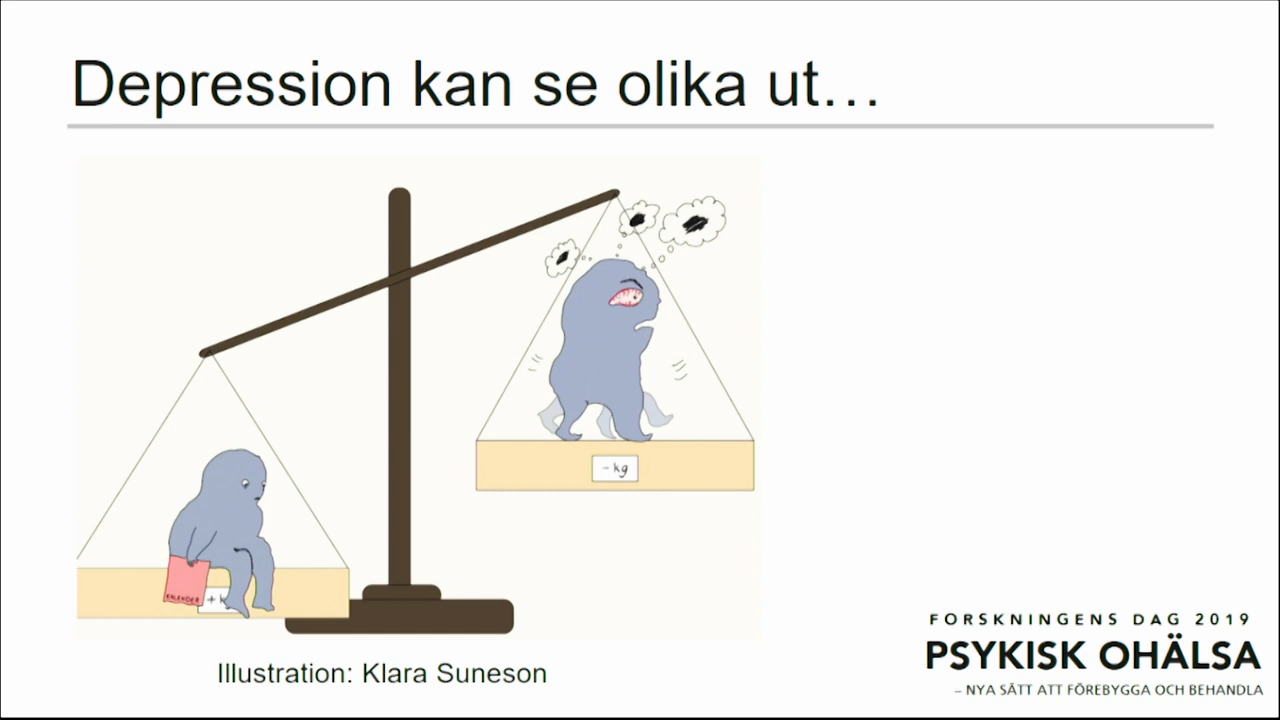 Depression kan se olika ut...
- kg
KALENDER
+ k
Illustration: Klara Suneson
FORSKNINGENS DAG 2019
PSYKISK OHÄLSA
– NYA SÄTT ATT FÖREBYGGA OCH BEHANDLA